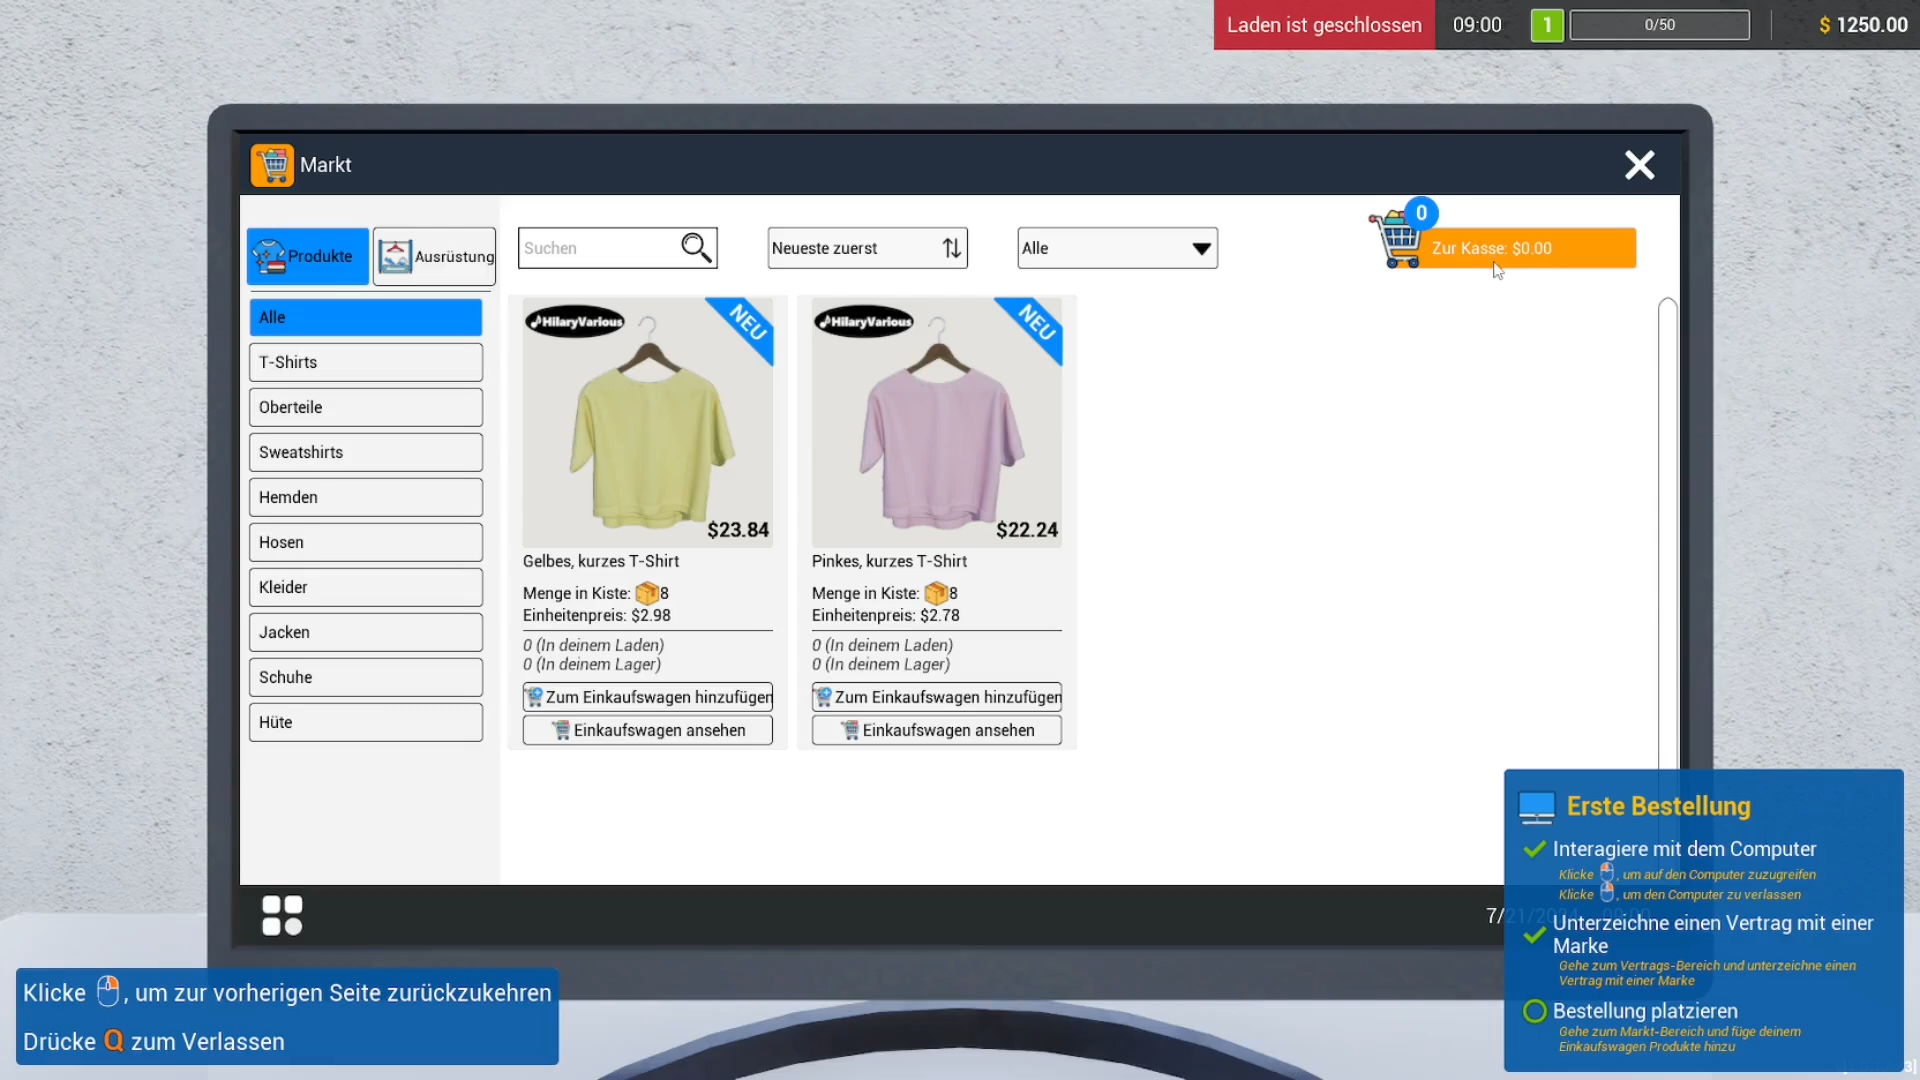 Laden ist geschlossen
09:00
1
0/50
$ 1250.00
Markt
0
Produkte
Ausrüstung
Suchen
Neueste zuerst
Alle
Zur Kasse: $0.00
Alle
T-Shirts
Oberteile
Sweatshirts
Hemden
Hosen
Kleider
Jacken
Schuhe
Hüte
HilaryVarious
NEU
$23.84
Gelbes, kurzes T-Shirt
Menge in Kiste: 8
Einheitenpreis: $2.98
0 (In deinem Laden)
0 (In deinem Lager)
Zum Einkaufswagen hinzufügen
Einkaufswagen ansehen
HilaryVarious
NEU
$22.24
Pinkes, kurzes T-Shirt
Menge in Kiste: 8
Einheitenpreis: $2.78
0 (In deinem Laden)
0 (In deinem Lager)
Zum Einkaufswagen hinzufügen
Einkaufswagen ansehen
Erste Bestellung
Interagiere mit dem Computer
Klicke , um auf den Computer zuzugreifen
Klicke , um den Computer zu verlassen
Unterzeichne einen Vertrag mit einer
Marke
Gehe zum Vertrags-Bereich und unterzeichne einen
Vertrag mit einer Marke
Bestellung platzieren
Gehe zum Markt-Bereich und füge deinem
Einkaufswagen Produkte hinzu
Klicke , um zur vorherigen Seite zurückzukehren
Drücke Q zum Verlassen